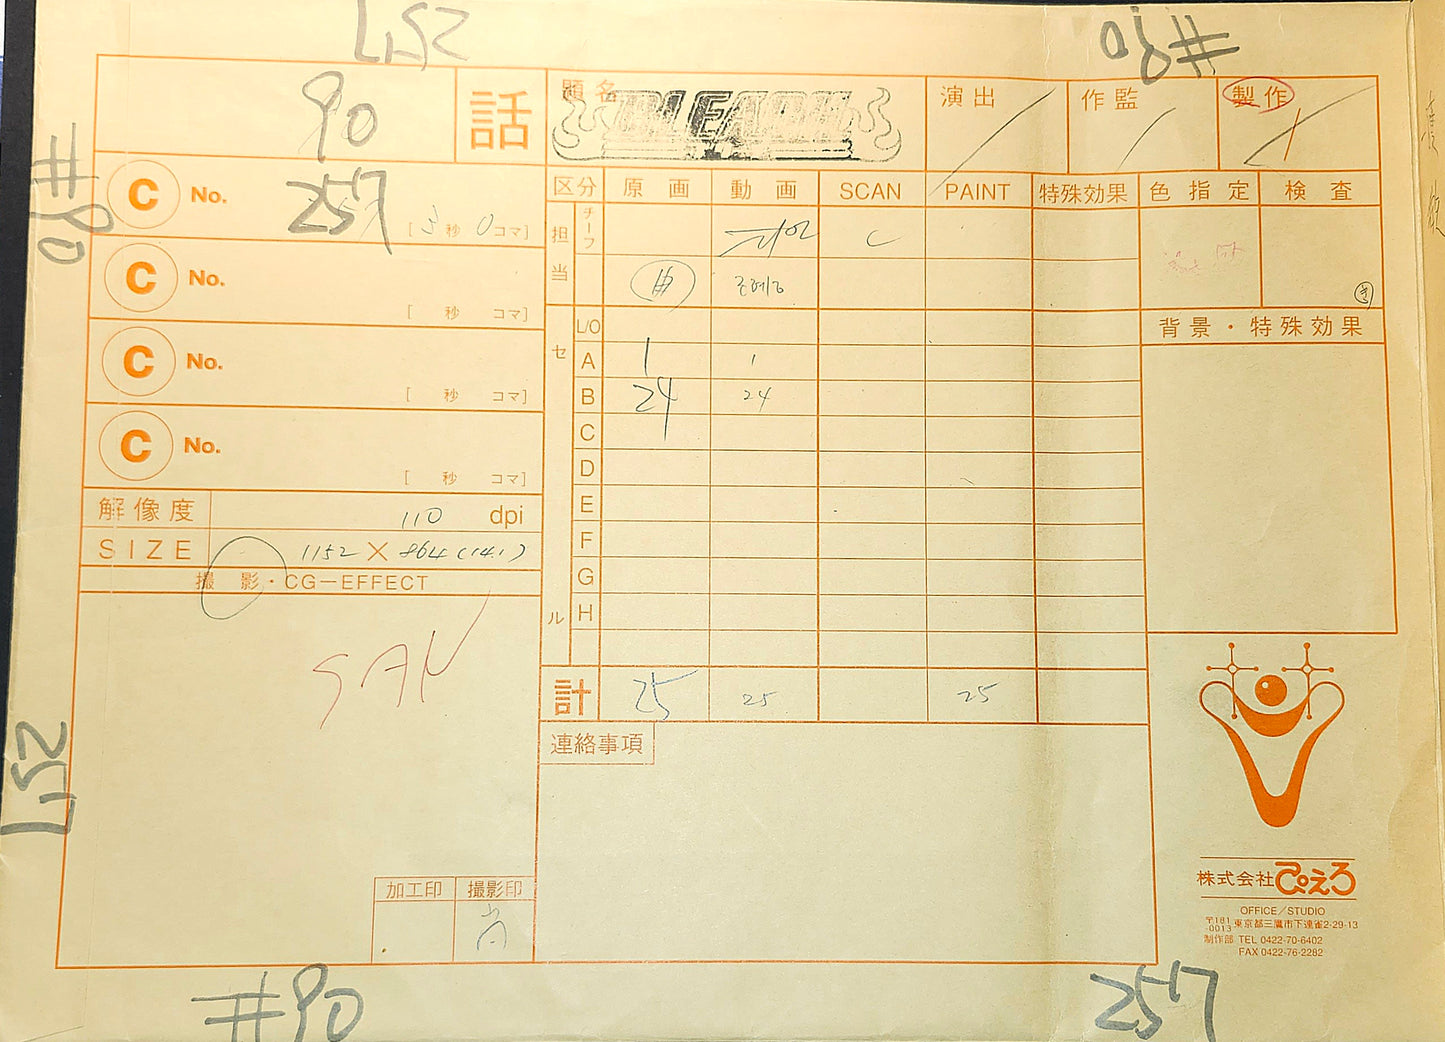 257
#90
90 話
題名 BLEACH
演出
作監
製作
#90
C No. 257
[ 3 秒 0 コマ]
C No.
[ 秒 コマ]
C No.
[ 秒 コマ]
C No.
[ 秒 コマ]
解像度 110 dpi
SIZE 1152 × 864 (14.1)
撮影・CG-EFFECT
加工印 撮影印
区分 原画 動画 SCAN PAINT 特殊効果 色指定 検査
担当 チーフ
セル
L/O
A 1 1
B 24 24
C
D
E
F
G
H
計 25 25 25
連絡事項
背景・特殊効果
株式会社ぴえろ
OFFICE/STUDIO
〒181-0013 東京都三鷹市下連雀2-29-13
制作部 TEL 0422-70-6402
FAX 0422-76-2282
257
#90
257